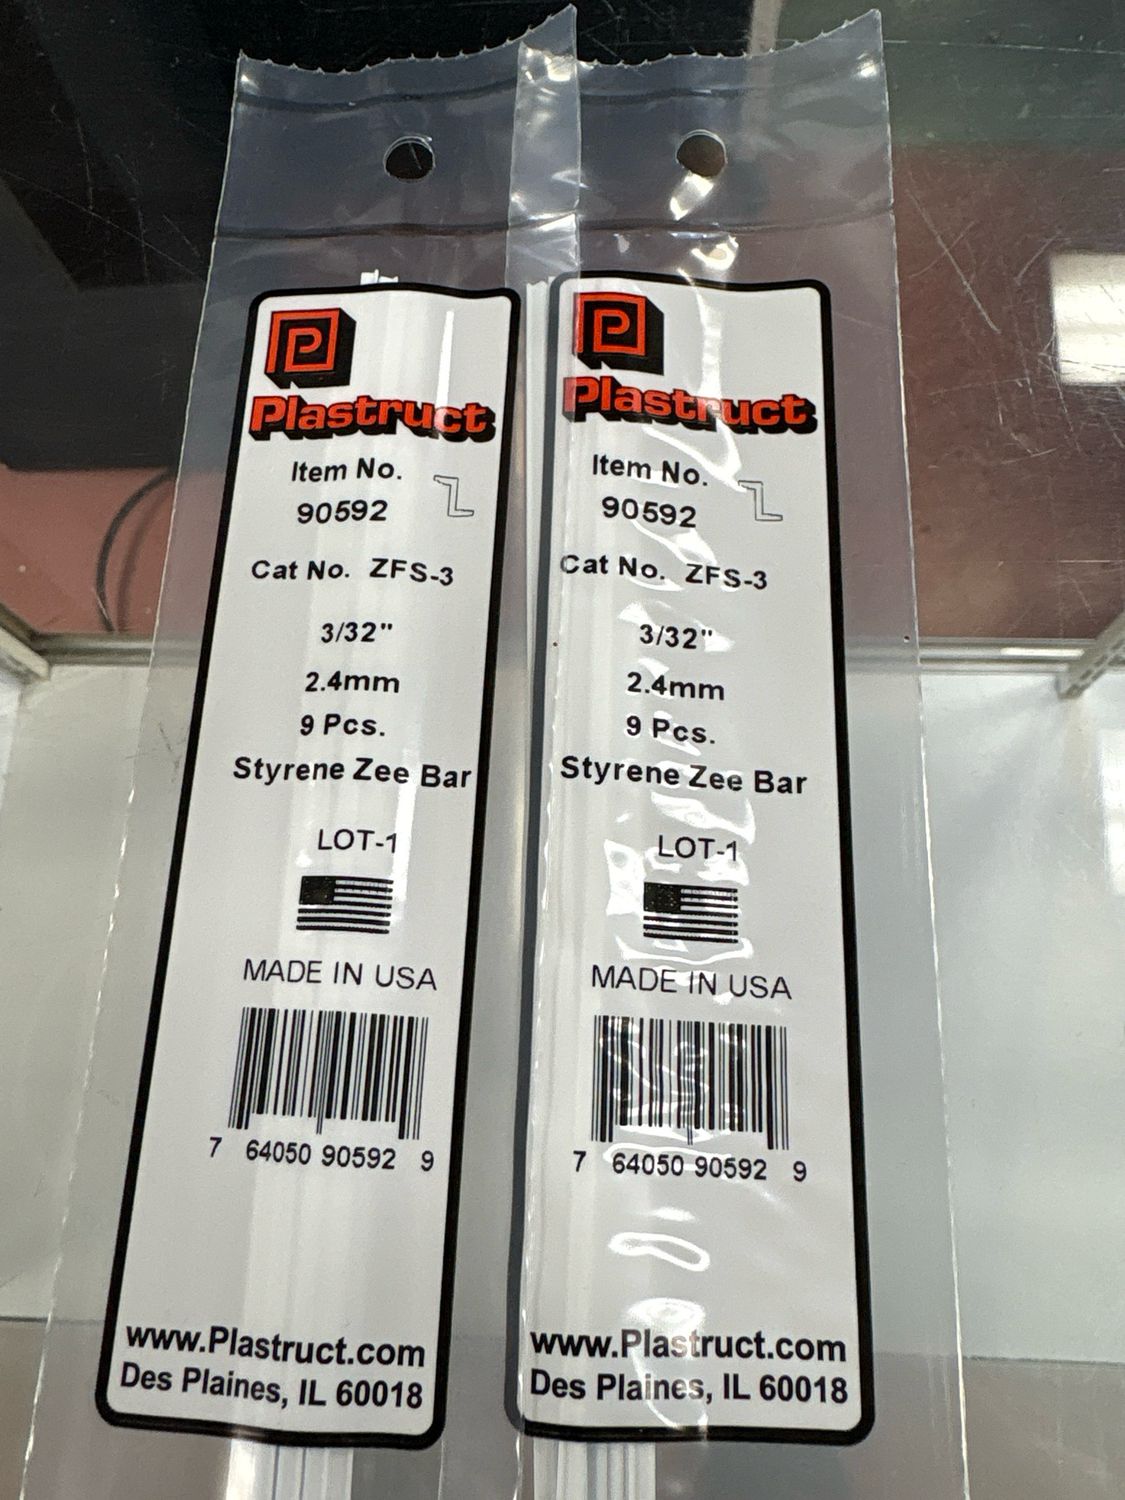 Plastruct
Item No.
90592
Cat No. ZFS-3
3/32"
2.4mm
9 Pcs.
Styrene Zee Bar
LOT-1
MADE IN USA
7 64050 90592 9
www.Plastruct.com
Des Plaines, IL 60018
Plastruct
Item No.
90592
Cat No. ZFS-3
3/32"
2.4mm
9 Pcs.
Styrene Zee Bar
LOT-1
MADE IN USA
7 64050 90592 9
www.Plastruct.com
Des Plaines, IL 60018